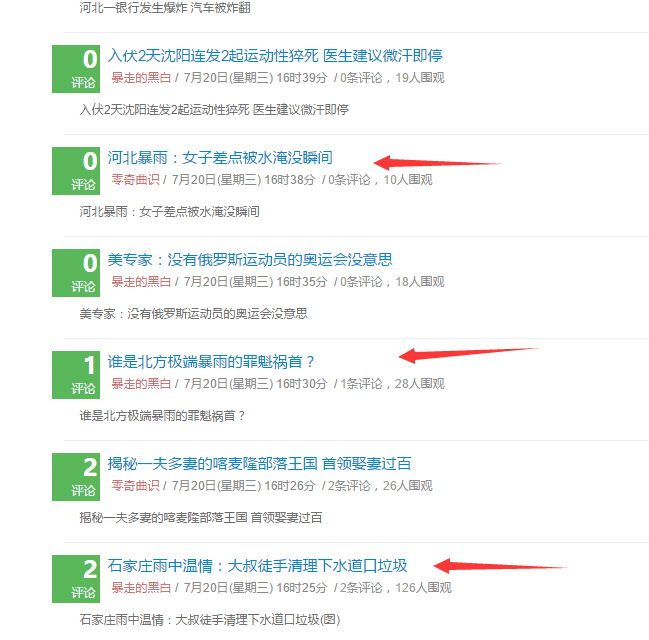 河北一银行发生爆炸 汽车被炸翻
0
评论
入伏2天沈阳连发2起运动性猝死 医生建议微汗即停
暴走的黑白 / 7月20日(星期三) 16时39分 / 0条评论，19人围观
入伏2天沈阳连发2起运动性猝死 医生建议微汗即停
0
评论
河北暴雨：女子差点被水淹没瞬间
零奇曲识 / 7月20日(星期三) 16时38分 / 0条评论，10人围观
河北暴雨：女子差点被水淹没瞬间
0
评论
美专家：没有俄罗斯运动员的奥运会没意思
暴走的黑白 / 7月20日(星期三) 16时35分 / 0条评论，18人围观
美专家：没有俄罗斯运动员的奥运会没意思
1
评论
谁是北方极端暴雨的罪魁祸首？
暴走的黑白 / 7月20日(星期三) 16时30分 / 1条评论，28人围观
谁是北方极端暴雨的罪魁祸首？
2
评论
揭秘一夫多妻的喀麦隆部落王国 首领娶妻过百
零奇曲识 / 7月20日(星期三) 16时26分 / 2条评论，26人围观
揭秘一夫多妻的喀麦隆部落王国 首领娶妻过百
2
评论
石家庄雨中温情：大叔徒手清理下水道口垃圾
暴走的黑白 / 7月20日(星期三) 16时25分 / 2条评论，126人围观
石家庄雨中温情：大叔徒手清理下水道口垃圾(图)